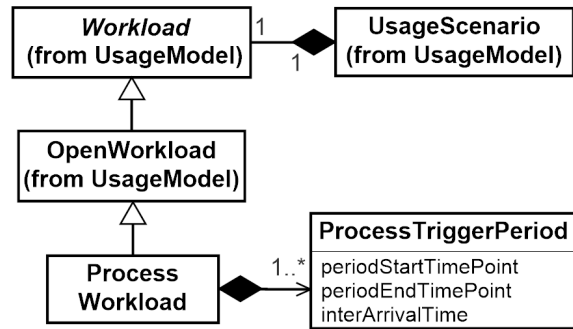 Workload
(from UsageModel)
1
1
UsageScenario
(from UsageModel)
OpenWorkload
(from UsageModel)
Process
Workload
1..*
ProcessTriggerPeriod
periodStartTimePoint
periodEndTimePoint
interArrivalTime